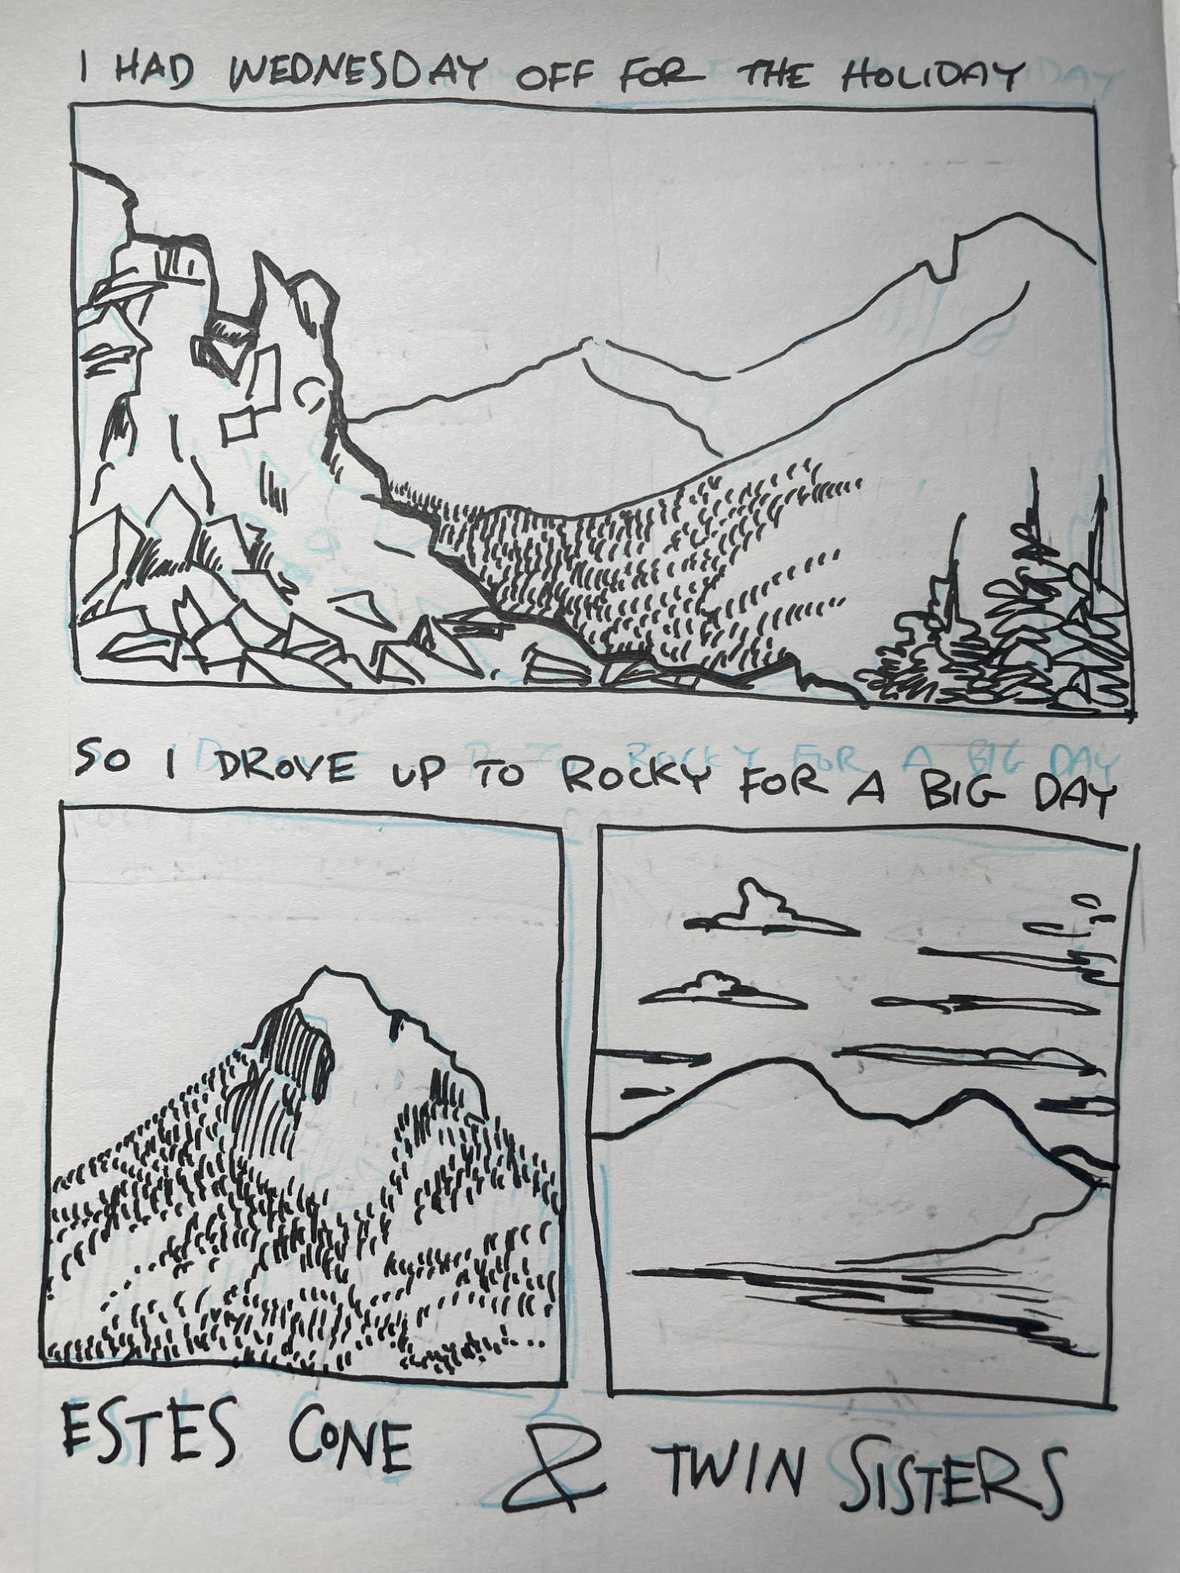 I HAD WEDNESDAY OFF FOR THE HOLIDAY
SO I DROVE UP TO ROCKY FOR A BIG DAY
ESTES CONE & TWIN SISTERS